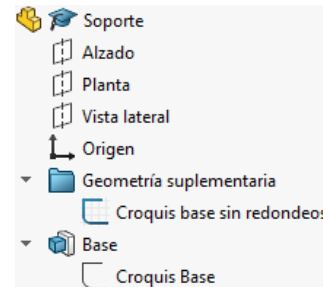 Soporte
Alzado
Planta
Vista lateral
Origen
Geometría suplementaria
Croquis base sin redondeos
Base
Croquis Base